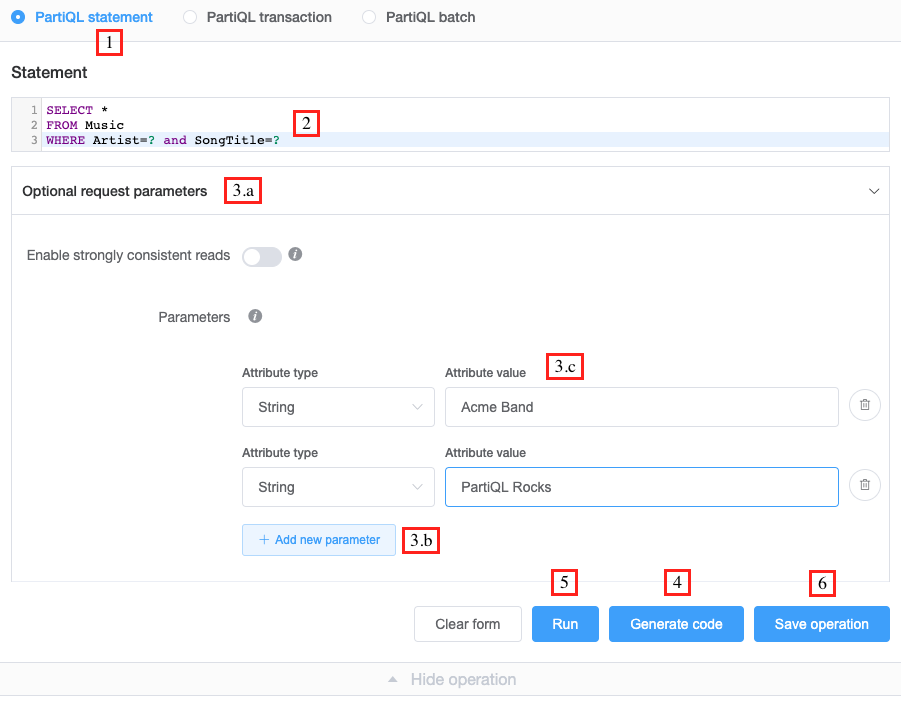 PartiQL statement PartiQL transaction PartiQL batch
1
Statement
1 SELECT *
2 FROM Music
3 WHERE Artist=? and SongTitle=?
2
Optional request parameters 3.a
Enable strongly consistent reads i
Parameters i
Attribute type Attribute value 3.c
String Acme Band
Attribute type Attribute value
String PartiQL Rocks
+ Add new parameter 3.b
5 4 6
Clear form Run Generate code Save operation
Hide operation